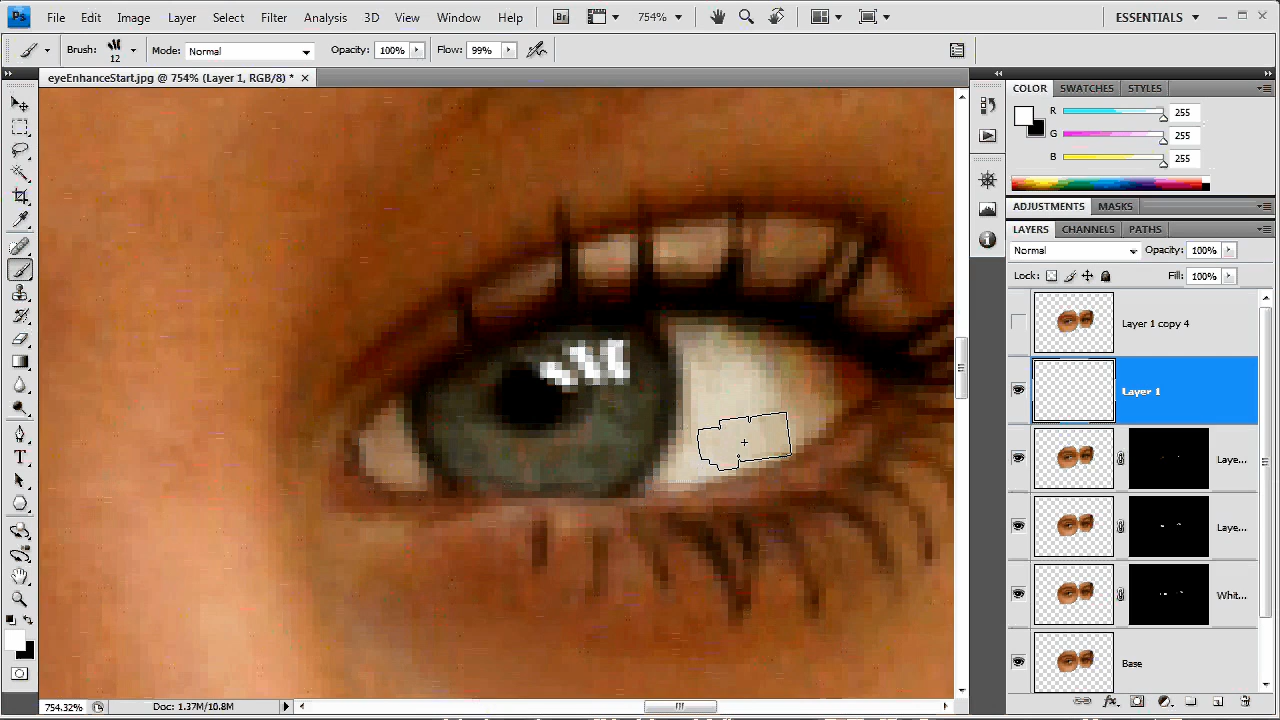 Ps File Edit Image Layer Select Filter Analysis 3D View Window Help Br 754% ESSENTIALS
Brush: 12 Mode: Normal Opacity: 100% Flow: 99%
eyeEnhanceStart.jpg @ 754% (Layer 1, RGB/8) *
COLOR SWATCHES STYLES
R 255
G 255
B 255
ADJUSTMENTS MASKS
LAYERS CHANNELS PATHS
Normal Opacity: 100%
Lock: Fill: 100%
Layer 1 copy 4
Layer 1
Laye...
Laye...
Whit...
Base
754.32% Doc: 1.37M/10.8M